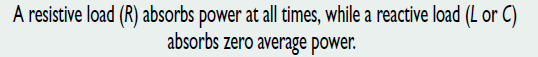 A resistive load (R) absorbs power at all times, while a reactive load (L or C)
absorbs zero average power.